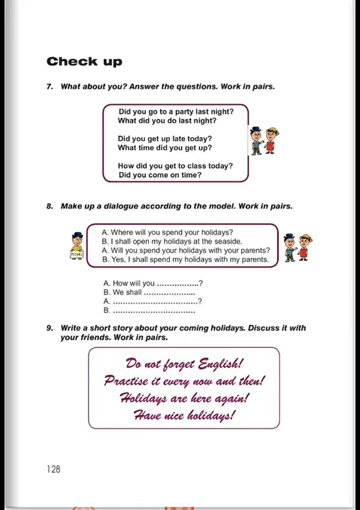 Check up
7. What about you? Answer the questions. Work in pairs.
Did you go to a party last night?
What did you do last night?
Did you get up late today?
What time did you get up?
How did you get to class today?
Did you come on time?
8. Make up a dialogue according to the model. Work in pairs.
A. Where will you spend your holidays?
B. I shall open my holidays at the seaside.
A. Will you spend your holidays with your parents?
B. Yes, I shall spend my holidays with my parents.
A. How will you .................?
B. We shall .....................
A. ..................................?
B. .................................
9. Write a short story about your coming holidays. Discuss it with
your friends. Work in pairs.
Do not forget English!
Practise it every now and then!
Holidays are here again!
Have nice holidays!
128